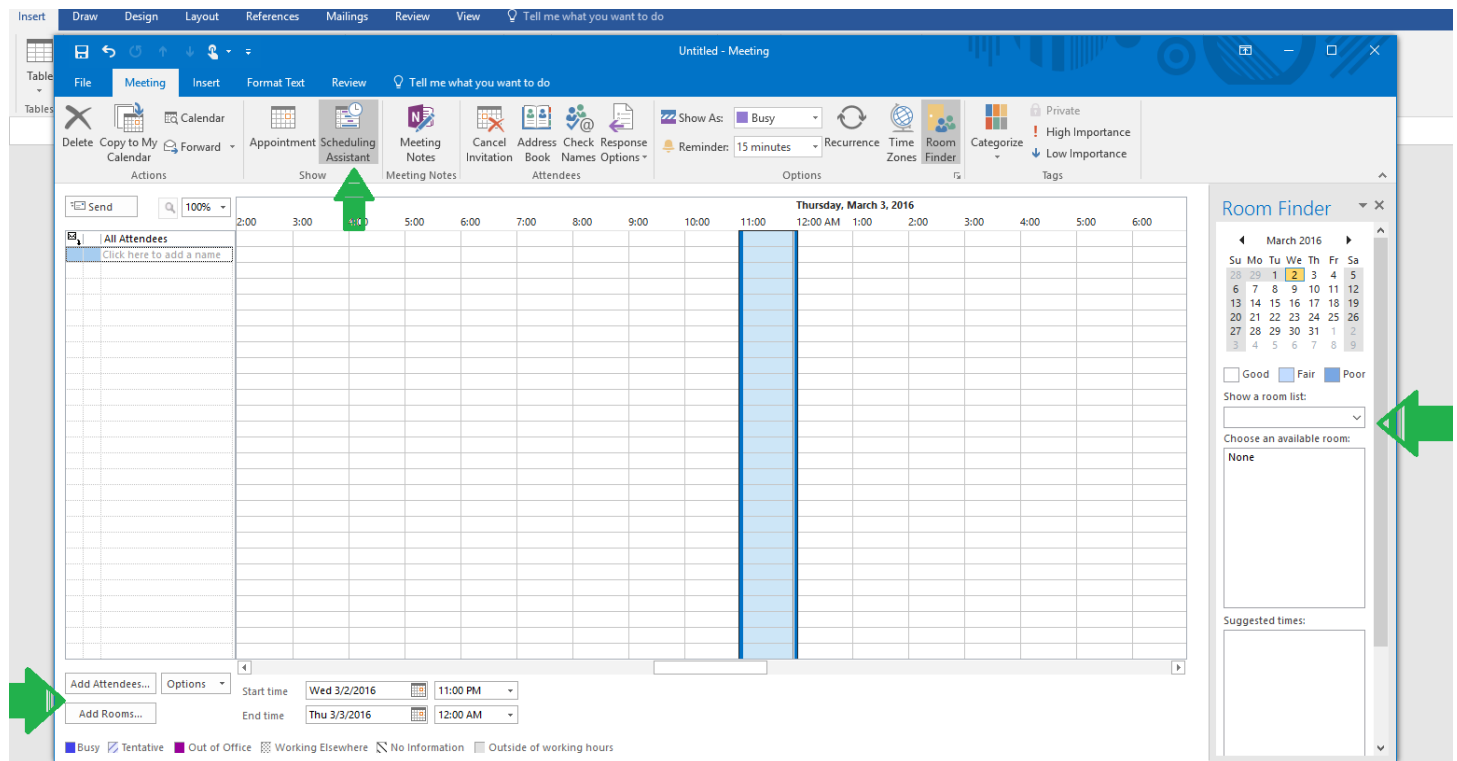 Insert Draw Design Layout References Mailings Review View Tell me what you want to do
Untitled - Meeting
Table
Tables
File Meeting Insert Format Text Review Tell me what you want to do
Delete Copy to My Calendar Calendar Forward
Actions
Appointment Scheduling Assistant
Show
Meeting Notes
Meeting Notes
Cancel Invitation Address Book Check Names Response Options
Attendees
Show As: Busy
Reminder: 15 minutes
Recurrence Time Zones Room Finder
Options
Categorize Private
High Importance
Low Importance
Tags
Send 100%
Thursday, March 3, 2016
2:00 3:00 5:00 6:00 7:00 8:00 9:00 10:00 11:00 12:00 AM 1:00 2:00 3:00 4:00 5:00 6:00
All Attendees
Click here to add a name
Room Finder
March 2016
Su Mo Tu We Th Fr Sa
28 29 1 2 3 4 5
6 7 8 9 10 11 12
13 14 15 16 17 18 19
20 21 22 23 24 25 26
27 28 29 30 31 1 2
3 4 5 6 7 8 9
Good Fair Poor
Show a room list:
Choose an available room:
None
Suggested times:
Add Attendees... Options
Add Rooms...
Start time Wed 3/2/2016 11:00 PM
End time Thu 3/3/2016 12:00 AM
Busy Tentative Out of Office Working Elsewhere No Information Outside of working hours